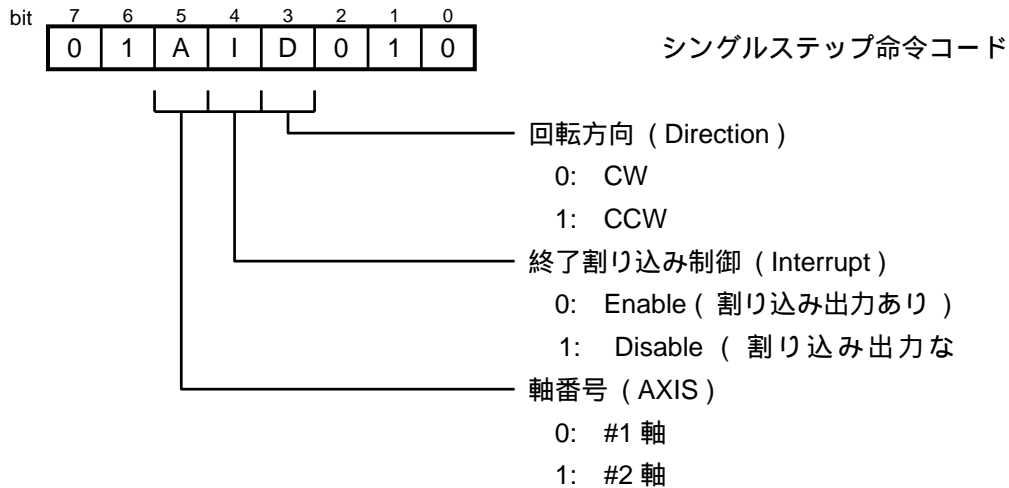 bit 7 6 5 4 3 2 1 0
0 1 A I D 0 1 0
シングルステップ命令コード
回転方向 ( Direction )
0: CW
1: CCW
終了割り込み制御 ( Interrupt )
0: Enable ( 割り込み出力あり )
1: Disable ( 割り込み出力な
軸番号 ( AXIS )
0: #1 軸
1: #2 軸